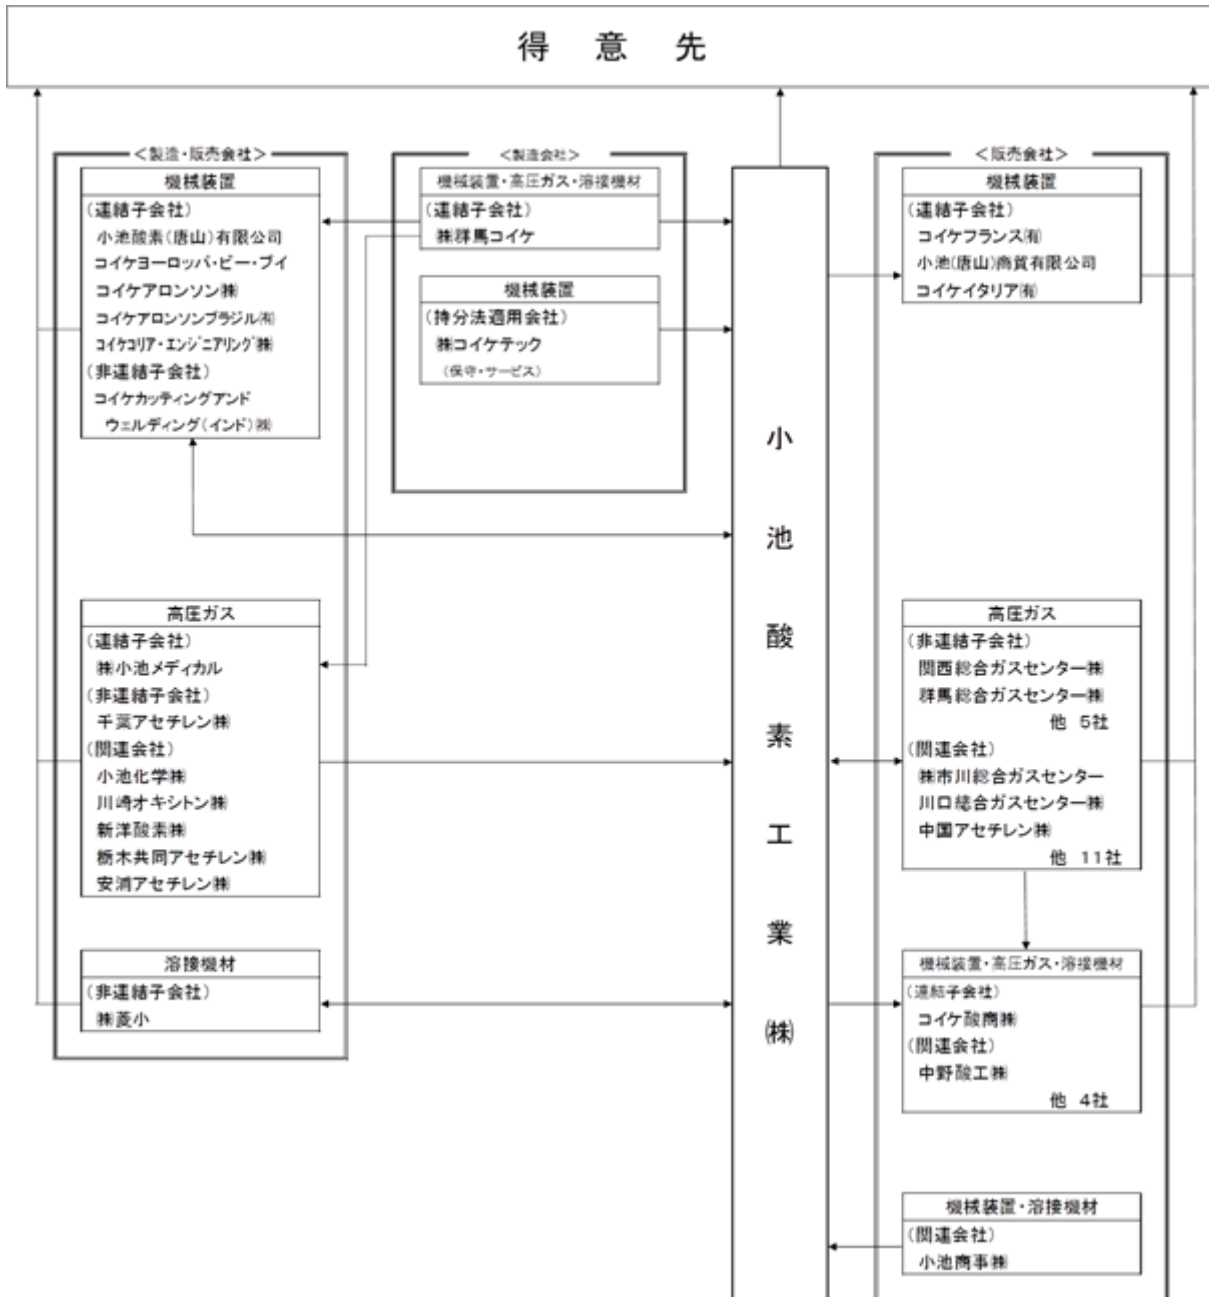 得意先
＜製造・販売会社＞
機械装置
(連結子会社)
小池酸素(唐山)有限公司
コイケヨーロッパ・ビー・ブイ
コイケアロンソン㈱
コイケアロンソンブラジル㈲
コイケコリア・エンジニアリング㈱
(非連結子会社)
コイケカッティングアンド
ウェルディング(インド)㈱
高圧ガス
(連結子会社)
㈱小池メディカル
(非連結子会社)
千葉アセチレン㈱
(関連会社)
小池化学㈱
川崎オキシトン㈱
新洋酸素㈱
栃木共同アセチレン㈱
安浦アセチレン㈱
溶接機材
(非連結子会社)
㈱菱小
＜製造会社＞
機械装置・高圧ガス・溶接機材
(連結子会社)
㈱群馬コイケ
機械装置
(持分法適用会社)
㈱コイケテック
(保守・サービス)
小池酸素工業㈱
＜販売会社＞
機械装置
(連結子会社)
コイケフランス㈲
小池(唐山)商貿有限公司
コイケイタリア㈲
高圧ガス
(非連結子会社)
関西総合ガスセンター㈱
群馬総合ガスセンター㈱
他 5社
(関連会社)
㈱市川総合ガスセンター
川口総合ガスセンター㈱
中国アセチレン㈱
他 11社
機械装置・高圧ガス・溶接機材
(連結子会社)
コイケ酸商㈱
(関連会社)
中野酸工㈱
他 4社
機械装置・溶接機材
(関連会社)
小池商事㈱